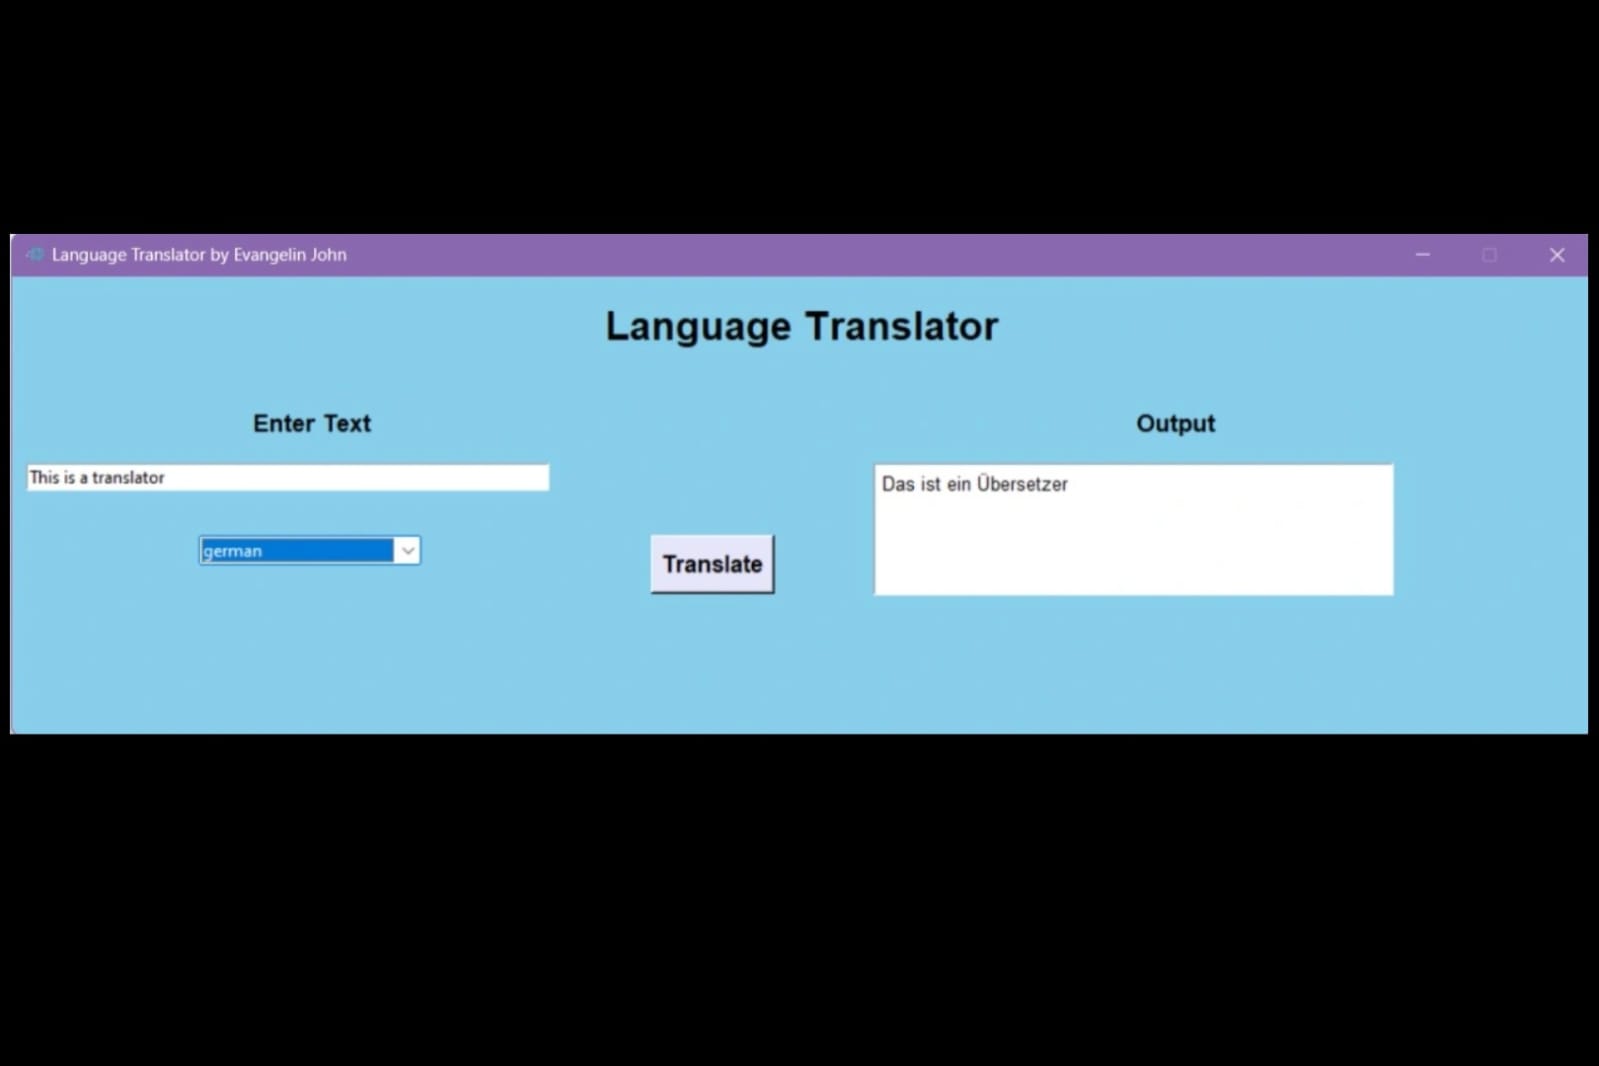 Language Translator by Evangelin John
Language Translator
Enter Text
Output
This is a translator
Das ist ein Übersetzer
german
Translate